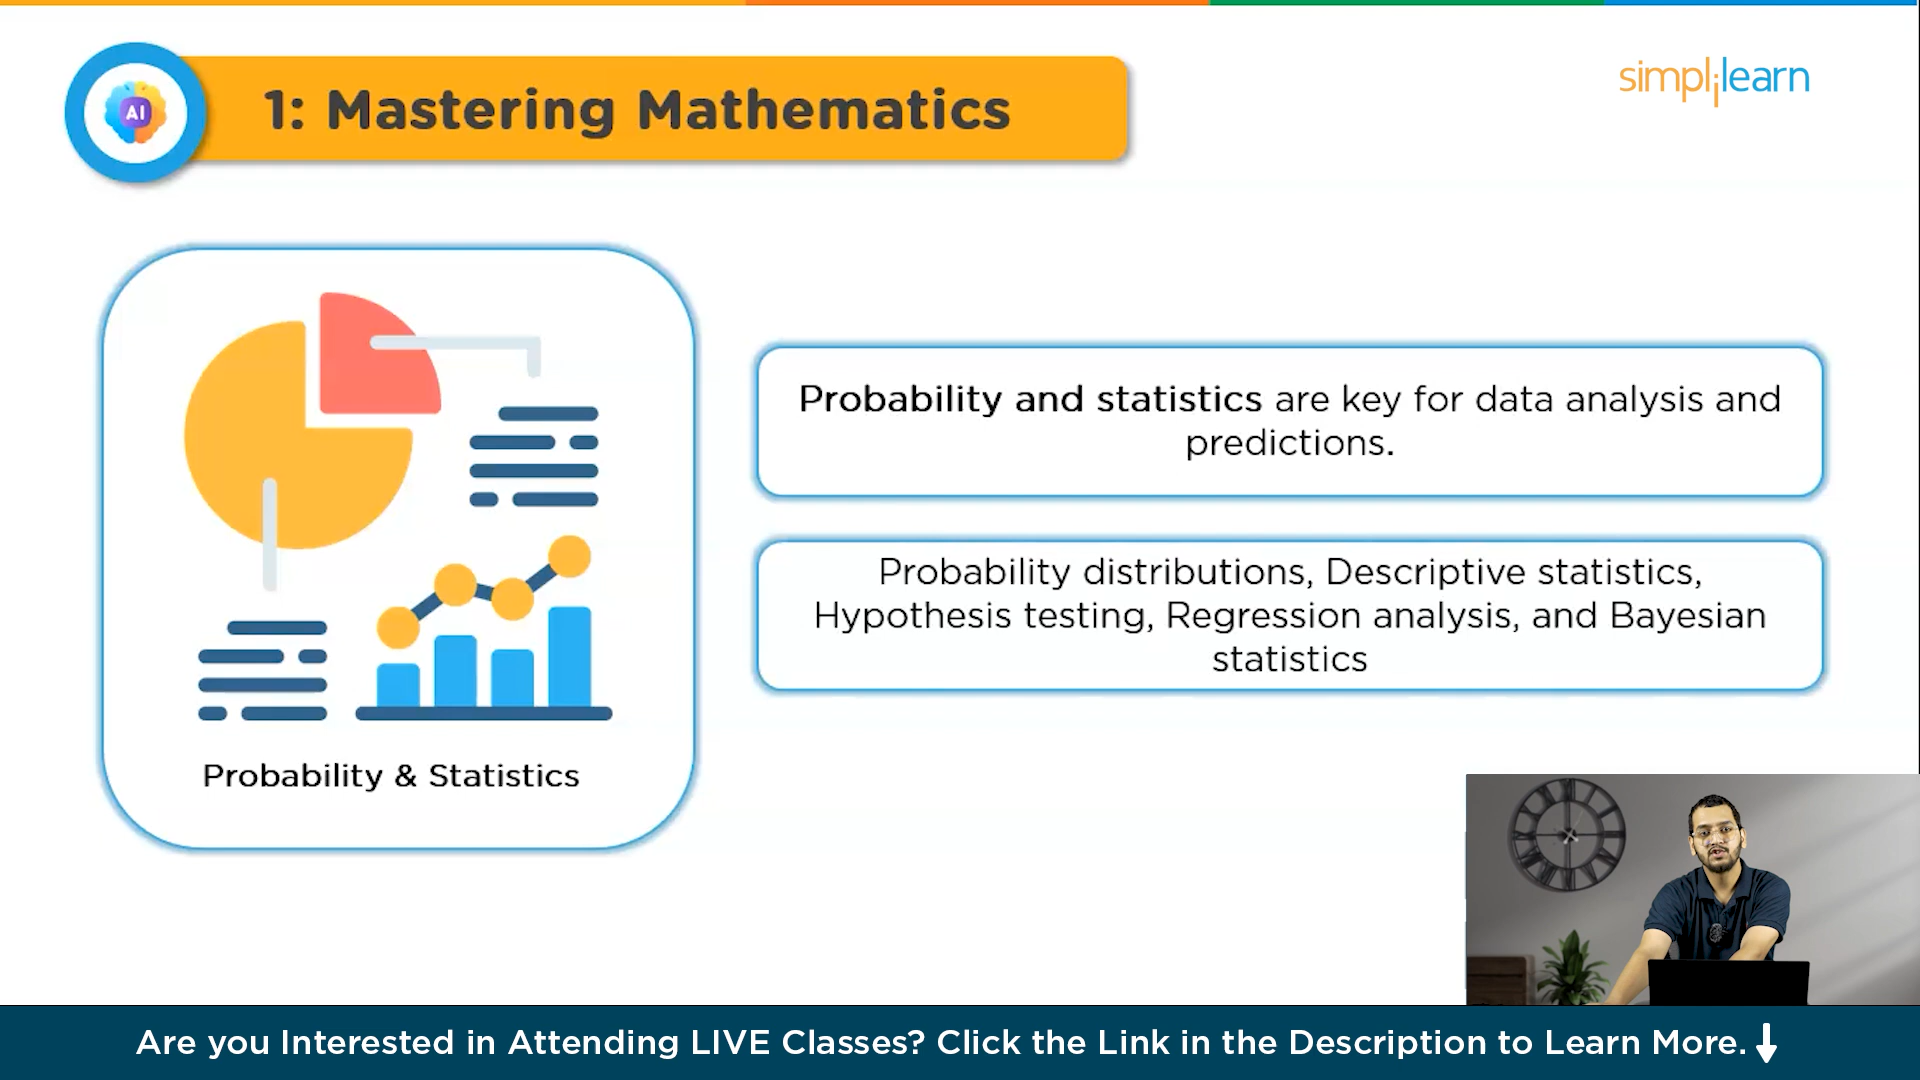 AI
1: Mastering Mathematics
simplilearn
Probability and statistics are key for data analysis and
predictions.
Probability distributions, Descriptive statistics,
Hypothesis testing, Regression analysis, and Bayesian
statistics
Probability & Statistics
Are you Interested in Attending LIVE Classes? Click the Link in the Description to Learn More.